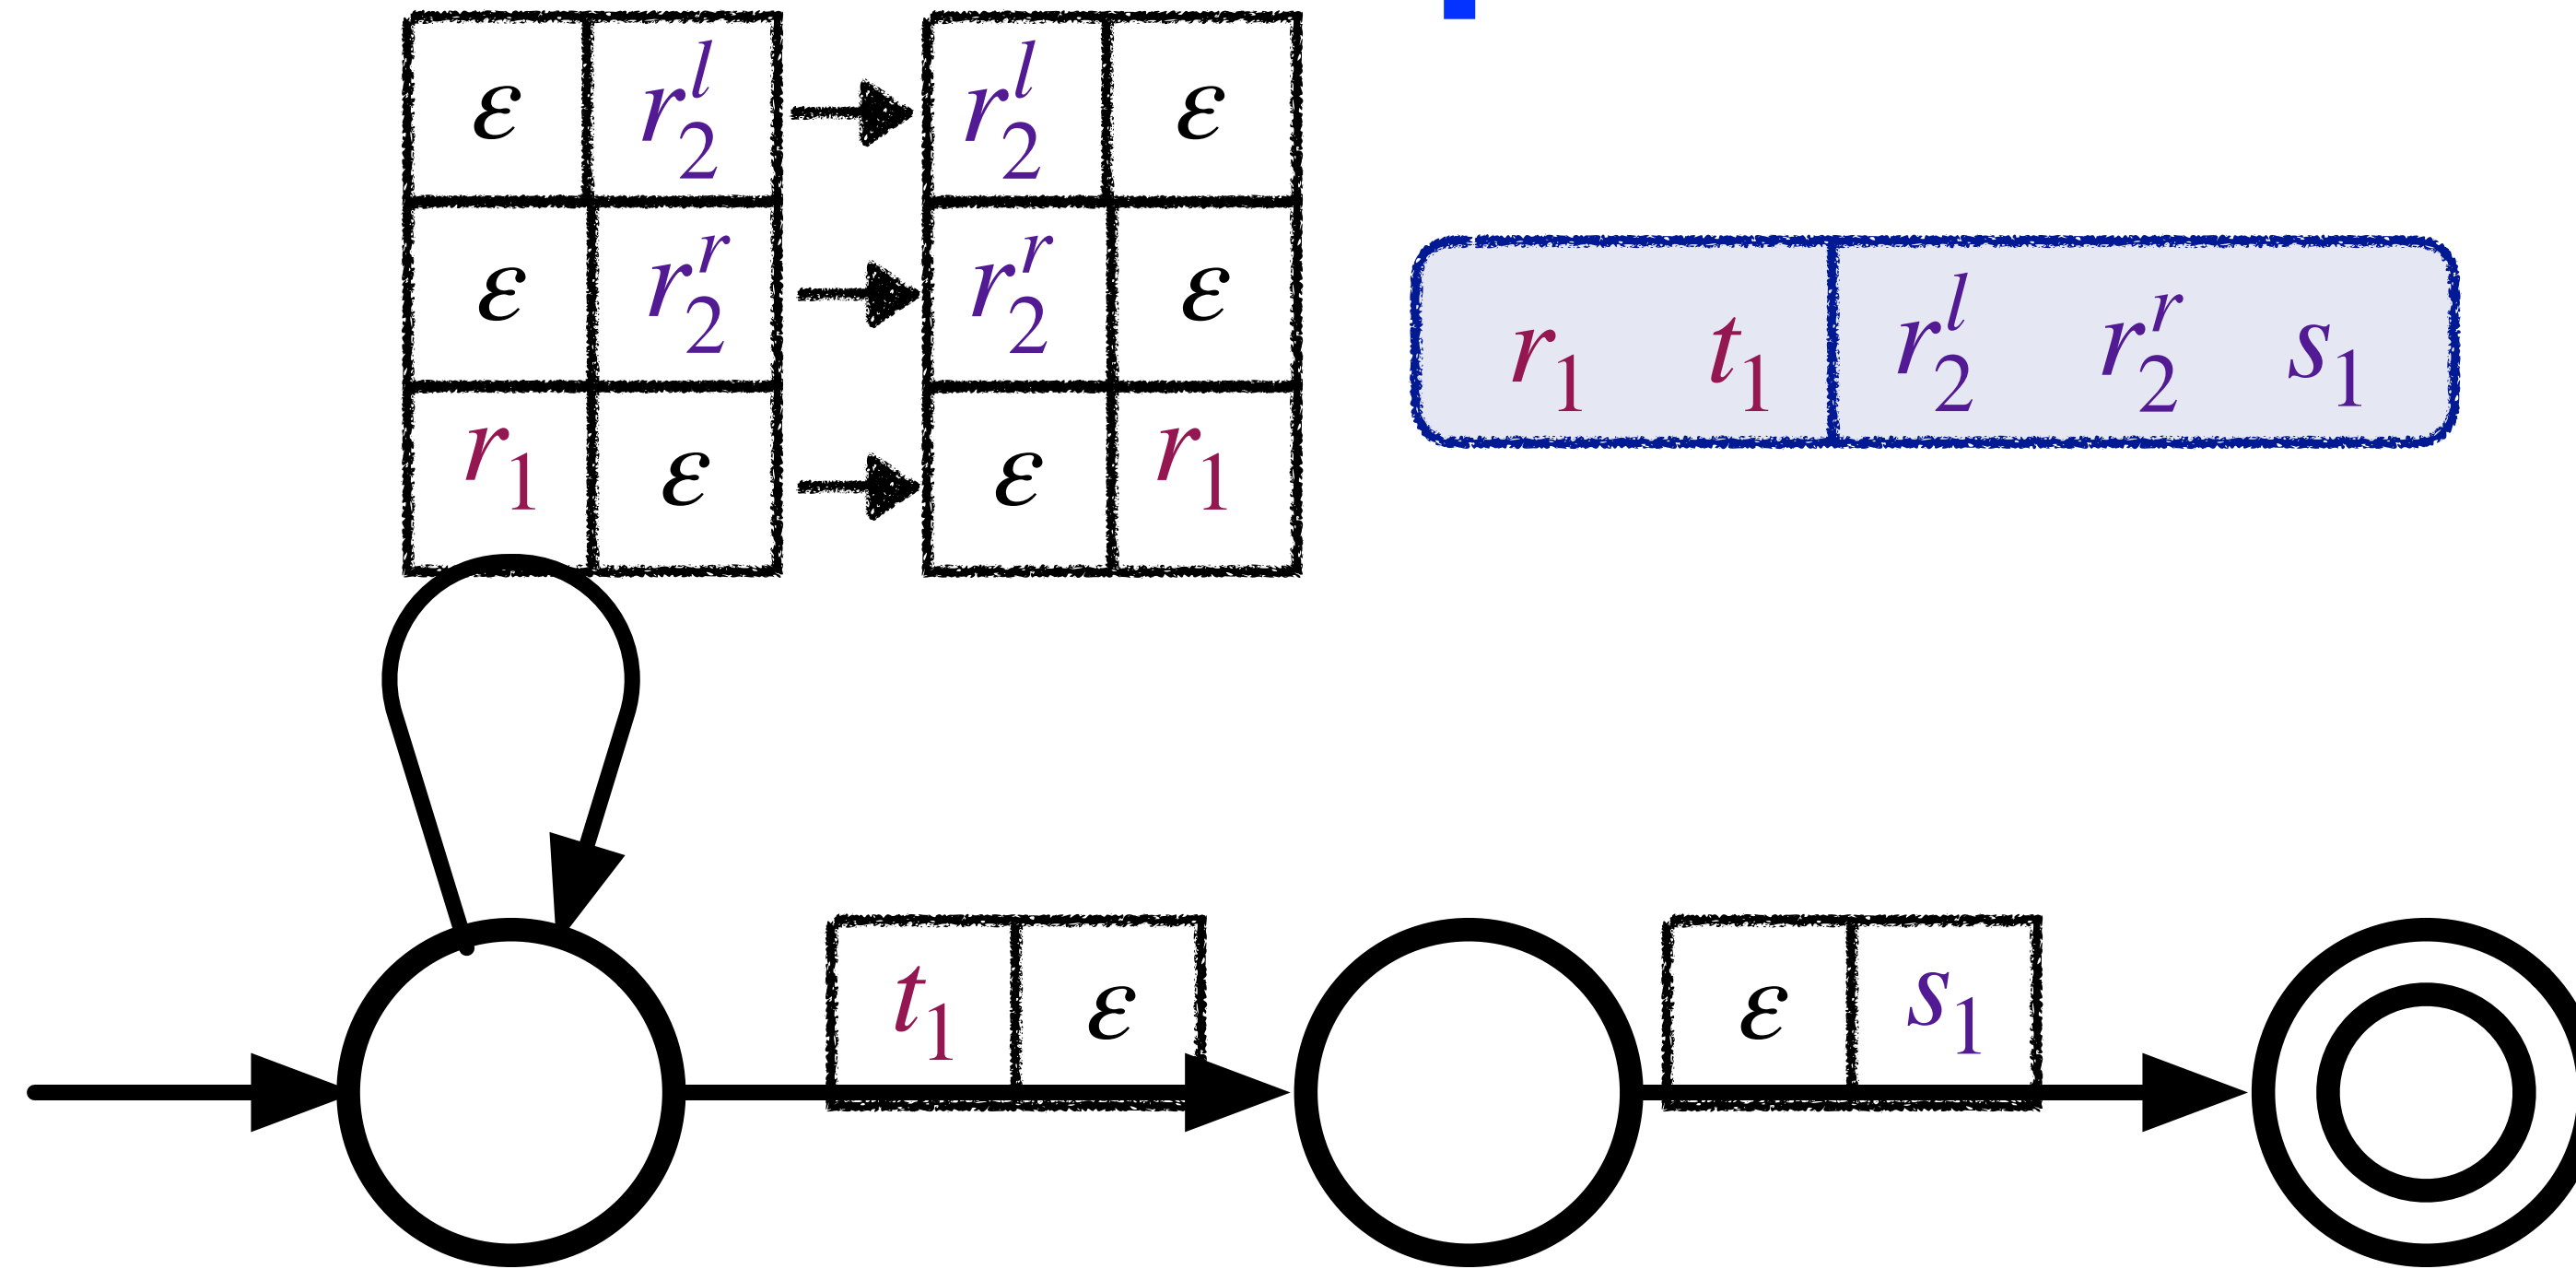 ε r₂ˡ → r₂ˡ ε
ε r₂ʳ → r₂ʳ ε
r₁ t₁ r₂ˡ r₂ʳ s₁
r₁ ε → ε r₁
t₁ ε ε s₁